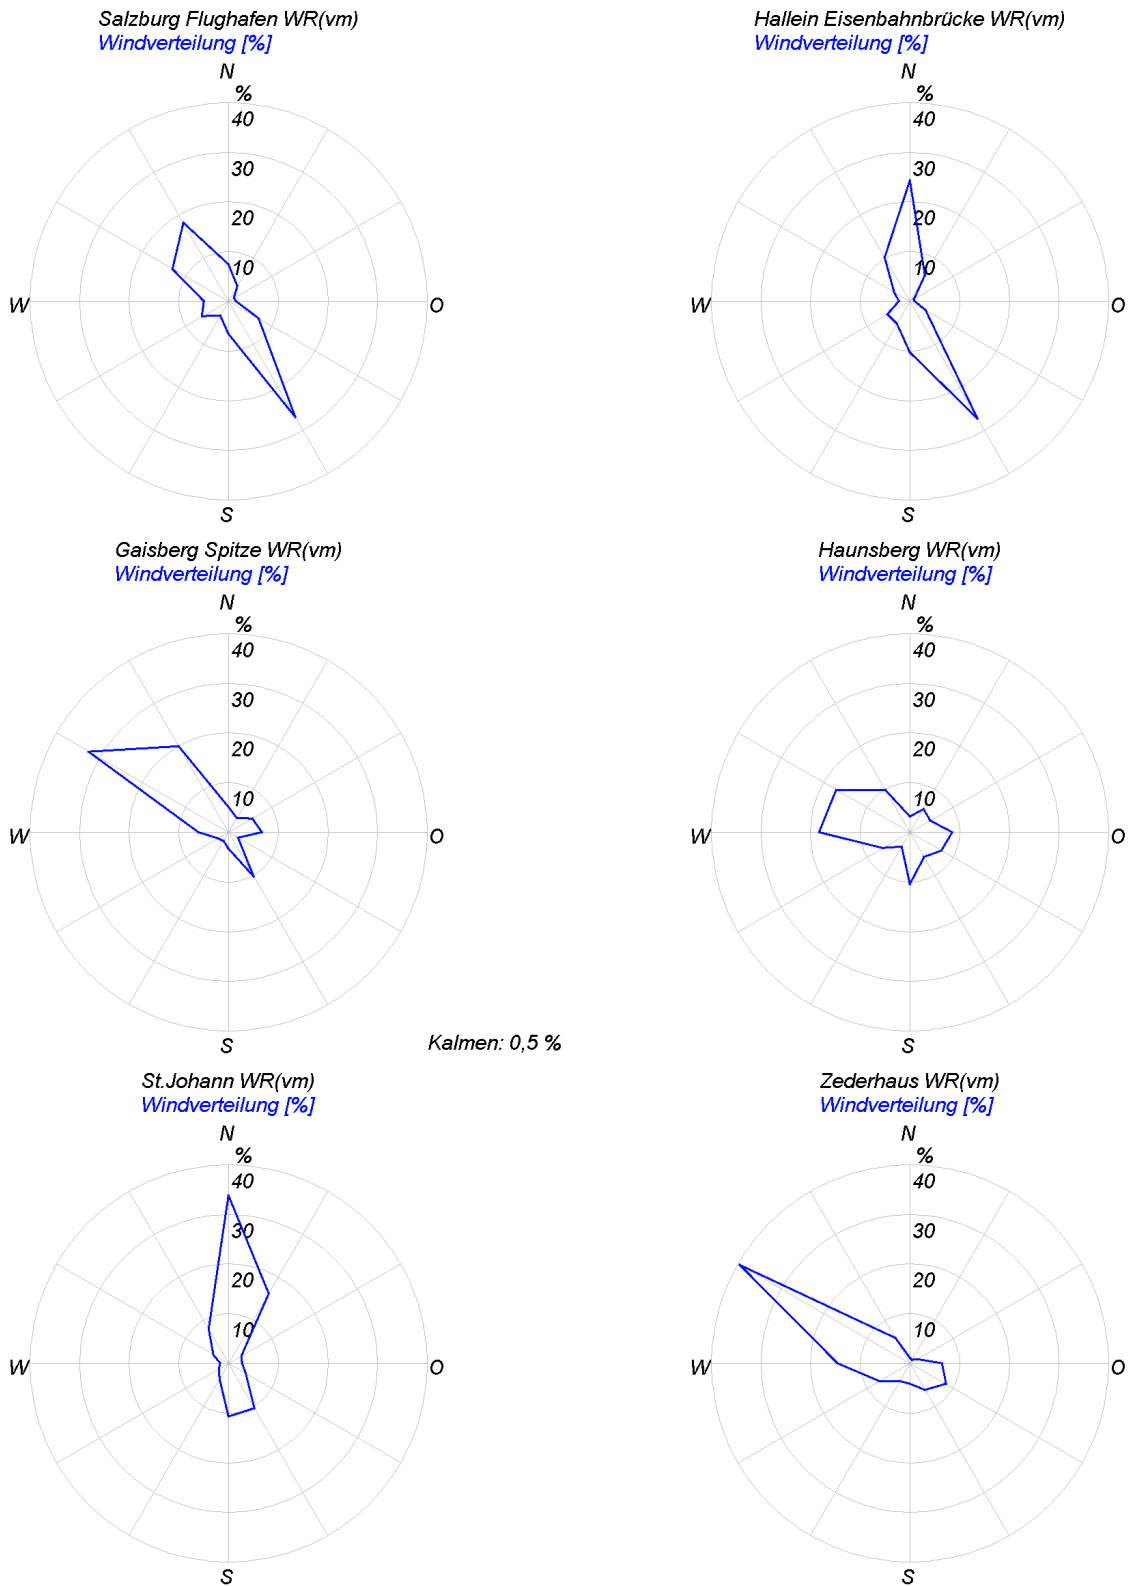 Salzburg Flughafen WR(vm)
Windverteilung [%]
N
%
40
30
20
10
W
O
S
Hallein Eisenbahnbrücke WR(vm)
Windverteilung [%]
N
%
40
30
20
10
W
O
S
Gaisberg Spitze WR(vm)
Windverteilung [%]
N
%
40
30
20
10
W
O
S
Kalmen: 0,5 %
Haunsberg WR(vm)
Windverteilung [%]
N
%
40
30
20
10
W
O
S
St.Johann WR(vm)
Windverteilung [%]
N
%
40
30
20
10
W
O
S
Zederhaus WR(vm)
Windverteilung [%]
N
%
40
30
20
10
W
O
S